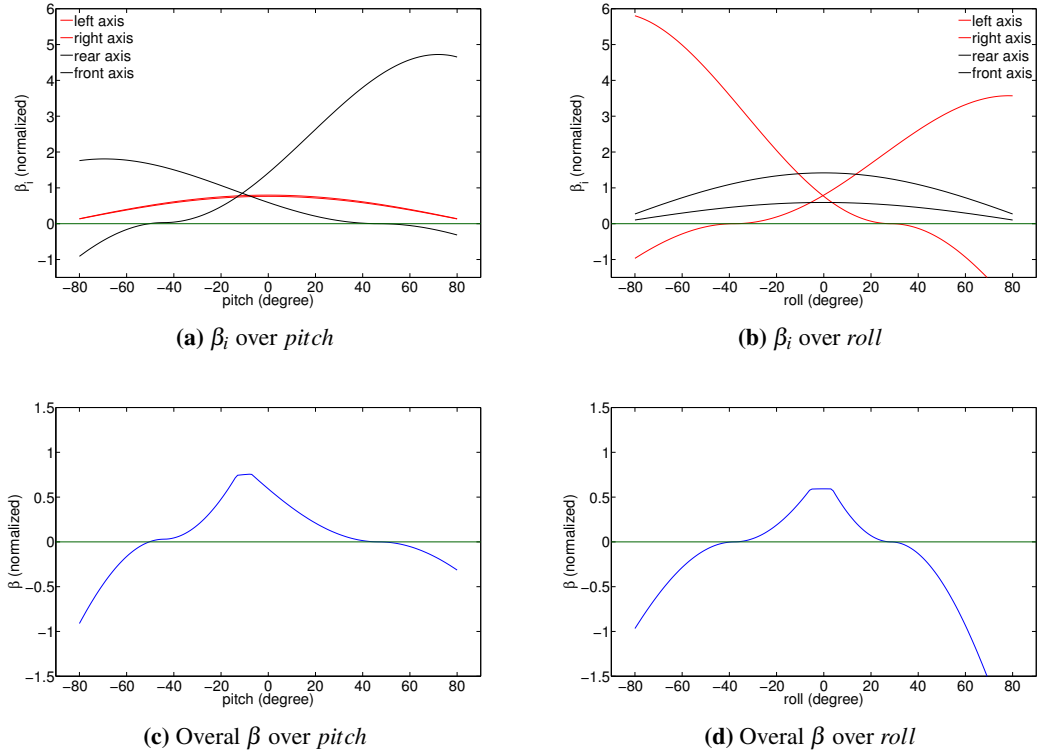 6
5
4
3
2
1
0
−1
βi (normalized)
left axis
right axis
rear axis
front axis
−80 −60 −40 −20 0 20 40 60 80
pitch (degree)
(a) βi over pitch
6
5
4
3
2
1
0
−1
βi (normalized)
left axis
right axis
rear axis
front axis
−80 −60 −40 −20 0 20 40 60 80
roll (degree)
(b) βi over roll
1.5
1
0.5
0
−0.5
−1
−1.5
β (normalized)
−80 −60 −40 −20 0 20 40 60 80
pitch (degree)
(c) Overal β over pitch
1.5
1
0.5
0
−0.5
−1
−1.5
β (normalized)
−80 −60 −40 −20 0 20 40 60 80
roll (degree)
(d) Overal β over roll